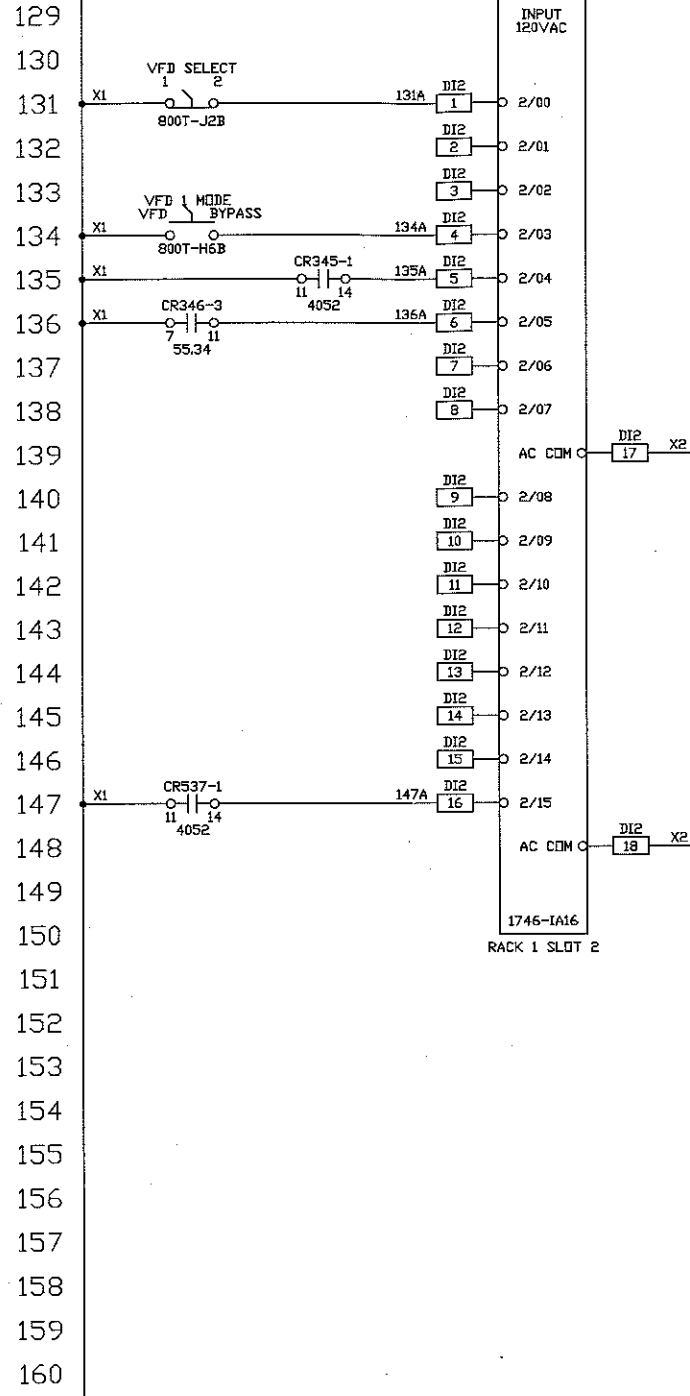 129 INPUT
120VAC
130
VFD SELECT
1 2
131 X1 131A DI2 1 2/00
800T-J2B
132 DI2 2 2/01
133 DI2 3 2/02
VFD 1 MODE
VFD BYPASS
134 X1 134A DI2 4 2/03
800T-H6B
CR345-1
135 X1 135A DI2 5 2/04
11 14
4052
CR346-3
136 X1 136A DI2 6 2/05
7 11
55.34
137 DI2 7 2/06
138 DI2 8 2/07
139 AC COM DI2 17 X2
140 DI2 9 2/08
141 DI2 10 2/09
142 DI2 11 2/10
143 DI2 12 2/11
144 DI2 13 2/12
145 DI2 14 2/13
146 DI2 15 2/14
CR537-1
147 X1 147A DI2 16 2/15
11 14
4052
148 AC COM DI2 18 X2
149
150 1746-IA16
RACK 1 SLOT 2
151
152
153
154
155
156
157
158
159
160